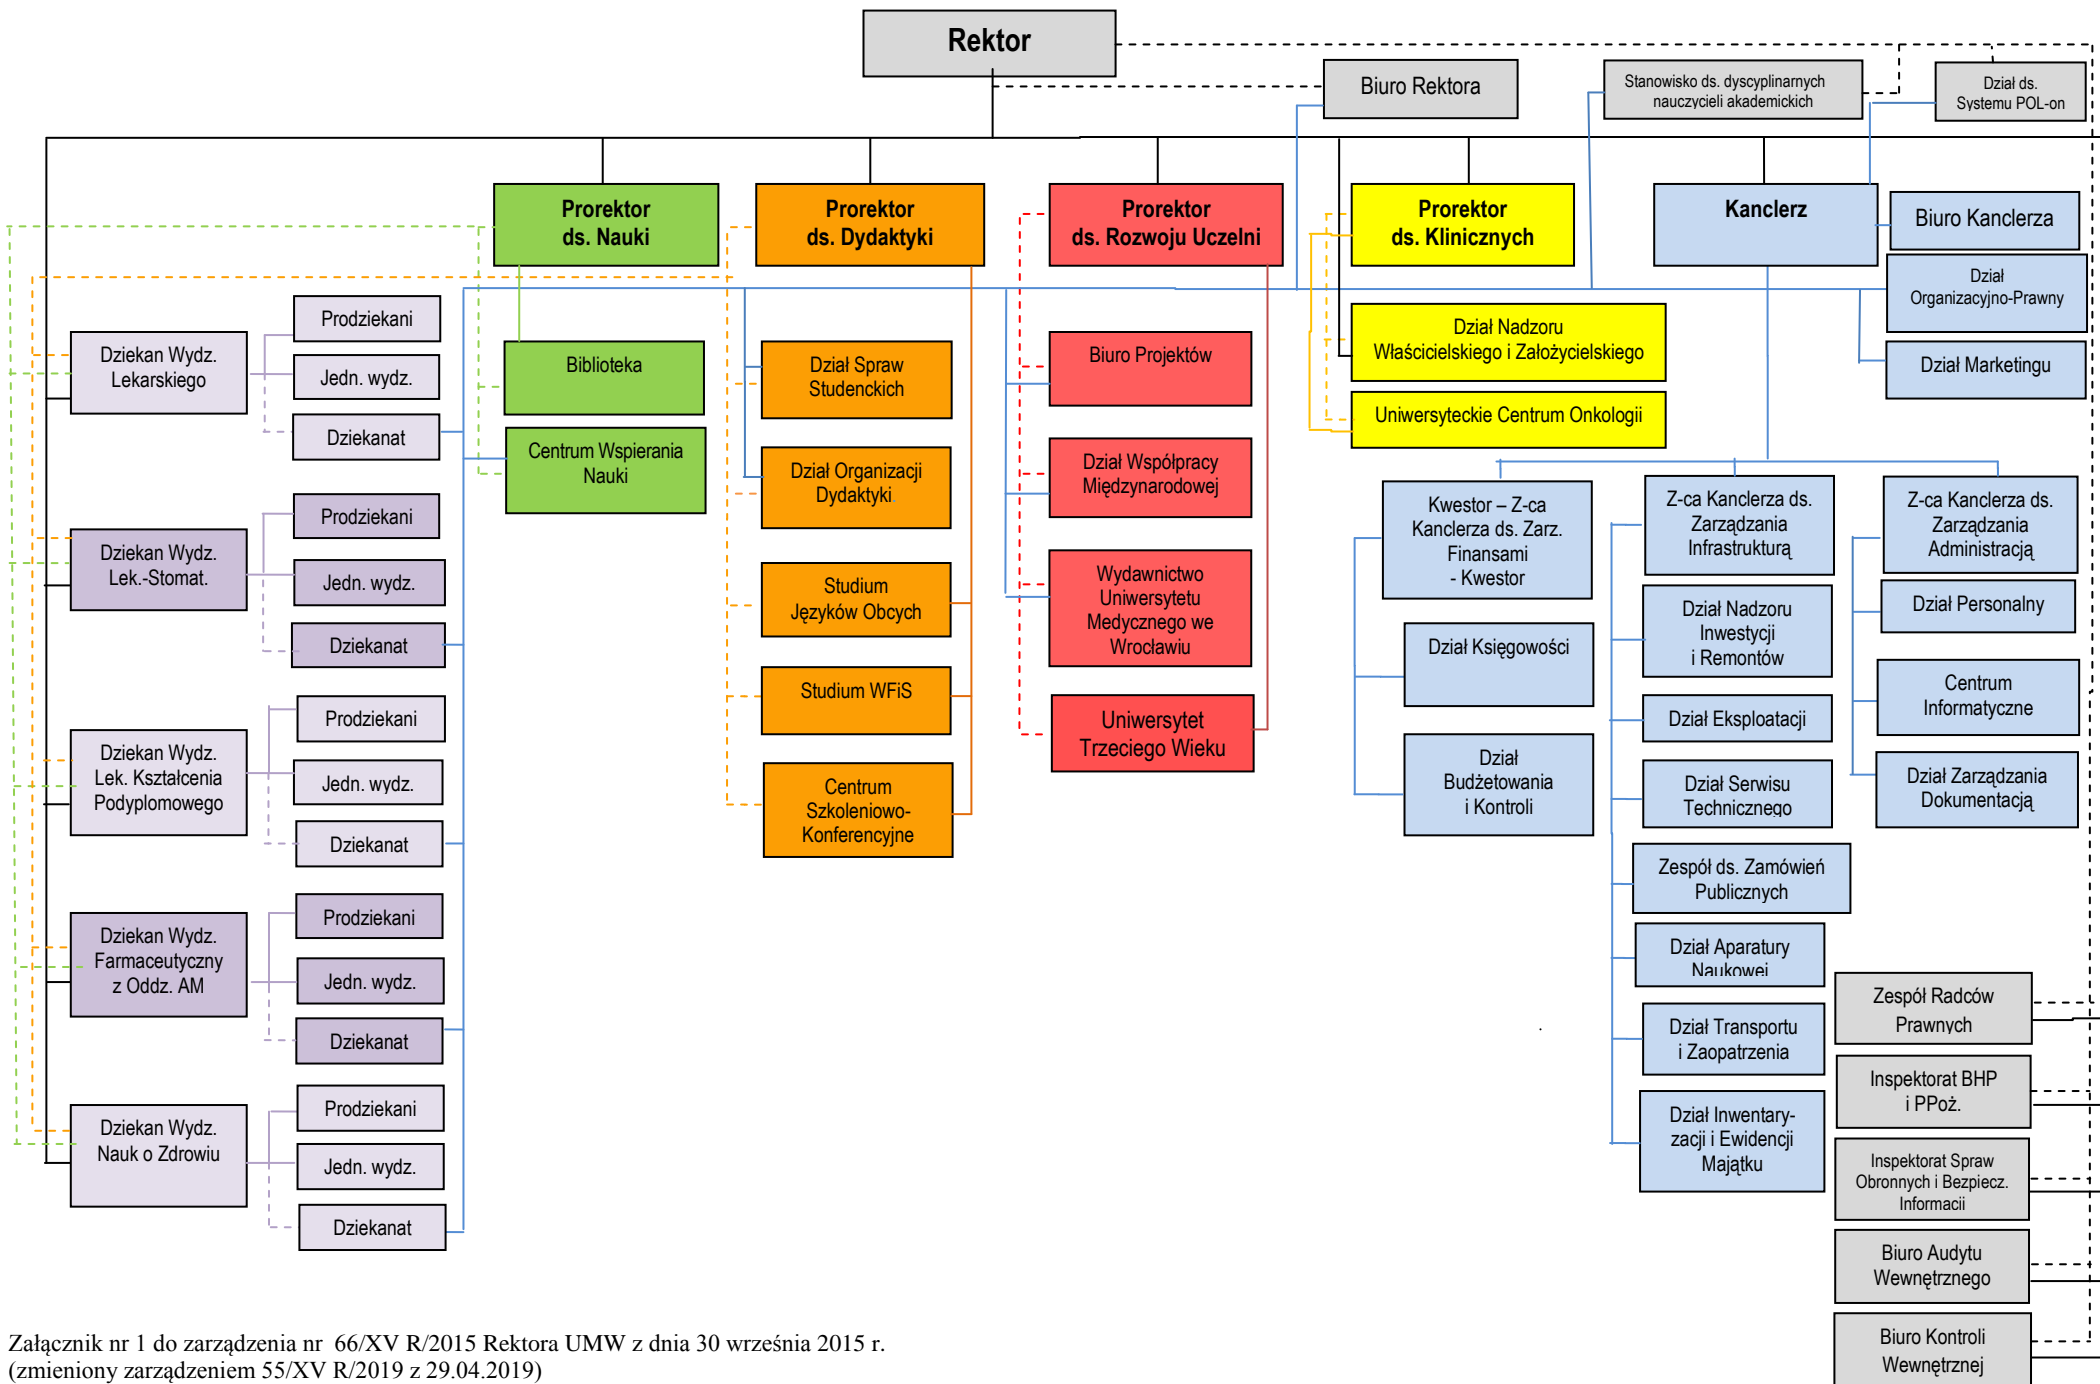 Rektor
Biuro Rektora
Stanowisko ds. dyscyplinarnych
nauczycieli akademickich
Dział ds.
Systemu POL-on
Prorektor
ds. Nauki
Prorektor
ds. Dydaktyki
Prorektor
ds. Rozwoju Uczelni
Prorektor
ds. Klinicznych
Kanclerz
Biuro Kanclerza
Dział
Organizacyjno-Prawny
Dział Marketingu
Dziekan Wydz.
Lekarskiego
Prodziekani
Jedn. wydz.
Dziekanat
Dziekan Wydz.
Lek.-Stomat.
Prodziekani
Jedn. wydz.
Dziekanat
Dziekan Wydz.
Lek. Kształcenia
Podyplomowego
Prodziekani
Jedn. wydz.
Dziekanat
Dziekan Wydz.
Farmaceutyczny
z Oddz. AM
Prodziekani
Jedn. wydz.
Dziekanat
Dziekan Wydz.
Nauk o Zdrowiu
Prodziekani
Jedn. wydz.
Dziekanat
Biblioteka
Centrum Wspierania
Nauki
Dział Spraw
Studenckich
Dział Organizacji
Dydaktyki
Studium
Języków Obcych
Studium WFiS
Centrum
Szkoleniowo-
Konferencyjne
Biuro Projektów
Dział Współpracy
Międzynarodowej
Wydawnictwo
Uniwersytetu
Medycznego we
Wrocławiu
Uniwersytet
Trzeciego Wieku
Dział Nadzoru
Właścicielskiego i Założycielskiego
Uniwersyteckie Centrum Onkologii
Kwestor – Z-ca
Kanclerza ds. Zarz.
Finansami
- Kwestor
Dział Księgowości
Dział
Budżetowania
i Kontroli
Z-ca Kanclerza ds.
Zarządzania
Infrastrukturą
Dział Nadzoru
Inwestycji
i Remontów
Dział Eksploatacji
Dział Serwisu
Technicznego
Zespół ds. Zamówień
Publicznych
Dział Aparatury
Naukowej
Dział Transportu
i Zaopatrzenia
Dział Inwentary-
zacji i Ewidencji
Majątku
Z-ca Kanclerza ds.
Zarządzania
Administracją
Dział Personalny
Centrum
Informatyczne
Dział Zarządzania
Dokumentacją
Zespół Radców
Prawnych
Inspektorat BHP
i PPoż.
Inspektorat Spraw
Obronnych i Bezpiecz.
Informacji
Biuro Audytu
Wewnętrznego
Biuro Kontroli
Wewnętrznej
Załącznik nr 1 do zarządzenia nr 66/XV R/2015 Rektora UMW z dnia 30 września 2015 r.
(zmieniony zarządzeniem 55/XV R/2019 z 29.04.2019)